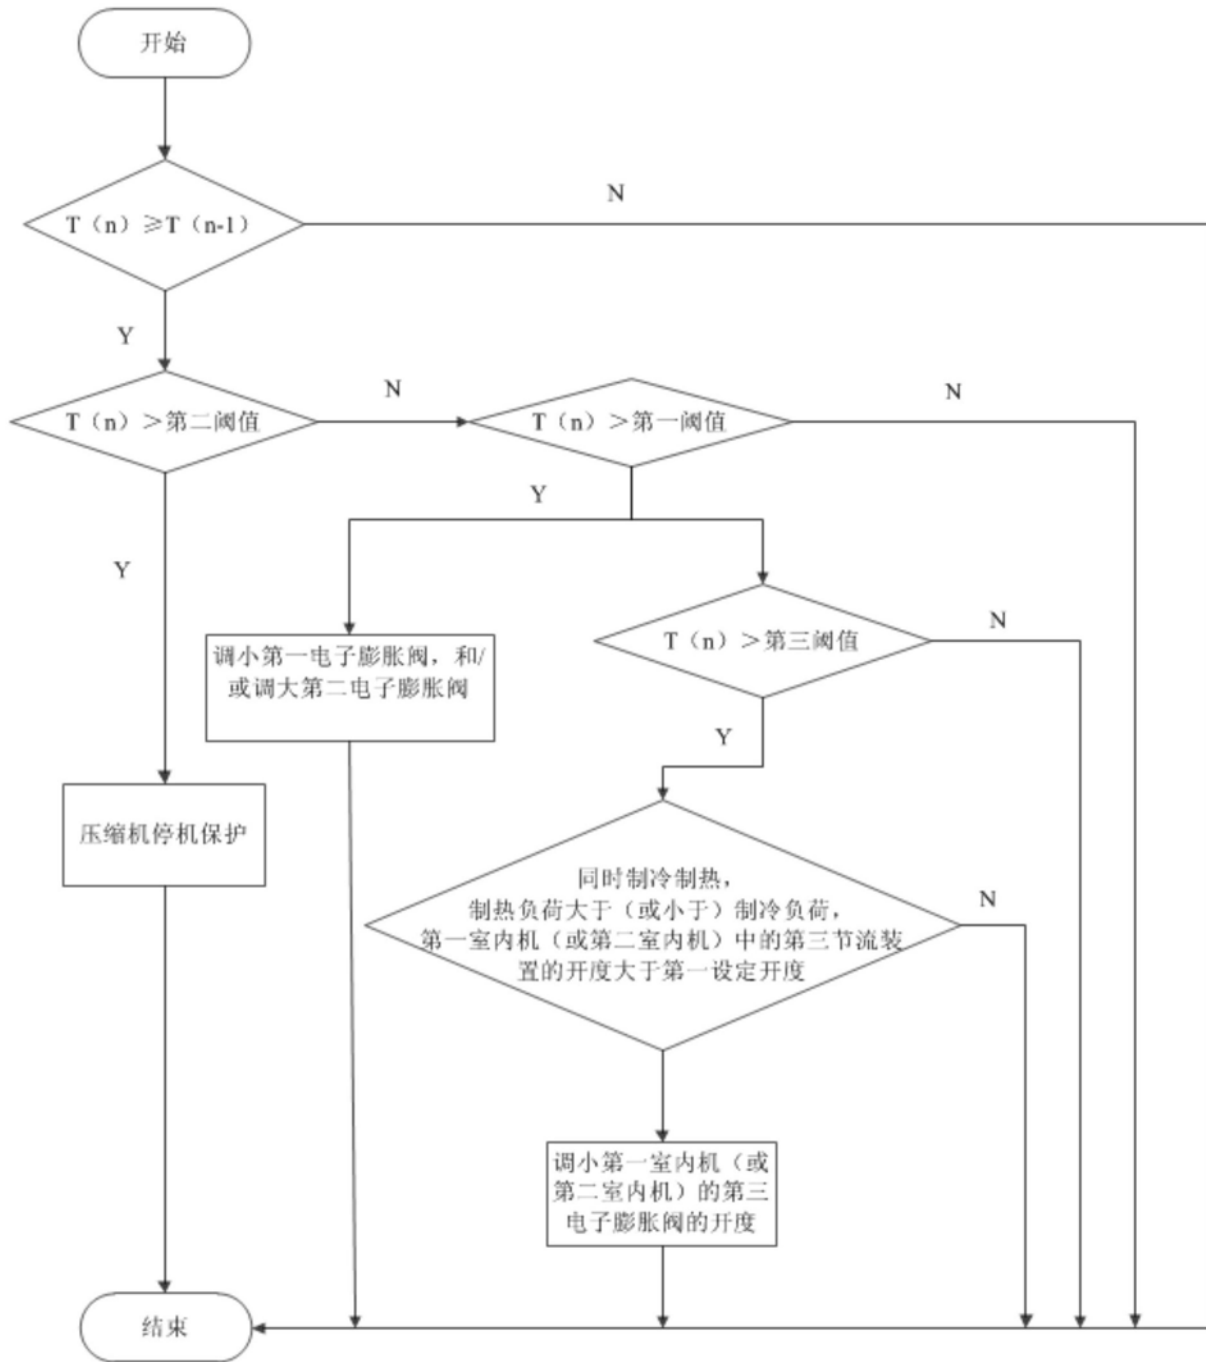 开始
T（n）≥T（n-1）
N
Y
T（n）＞第二阈值
N
T（n）＞第一阈值
N
Y
Y
T（n）＞第三阈值
N
调小第一电子膨胀阀，和/
或调大第二电子膨胀阀
Y
压缩机停机保护
同时制冷制热，
制热负荷大于（或小于）制冷负荷，
第一室内机（或第二室内机）中的第三节流装
置的开度大于第一设定开度
N
调小第一室内机（或
第二室内机）的第三
电子膨胀阀的开度
结束